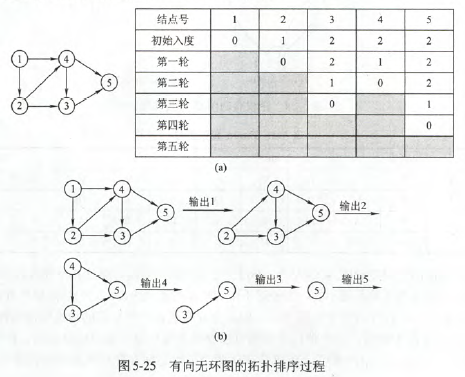 1 4 5 2 3
结点号 1 2 3 4 5
初始入度 0 1 2 2 2
第一轮 0 2 1 2
第二轮 1 0 2
第三轮 0 1
第四轮 0
第五轮
(a)
1 4 5 2 3 输出1 4 5 2 3 输出2
4 5 3 输出4 5 3 输出3 5 输出5
(b)
图 5-25 有向无环图的拓扑排序过程